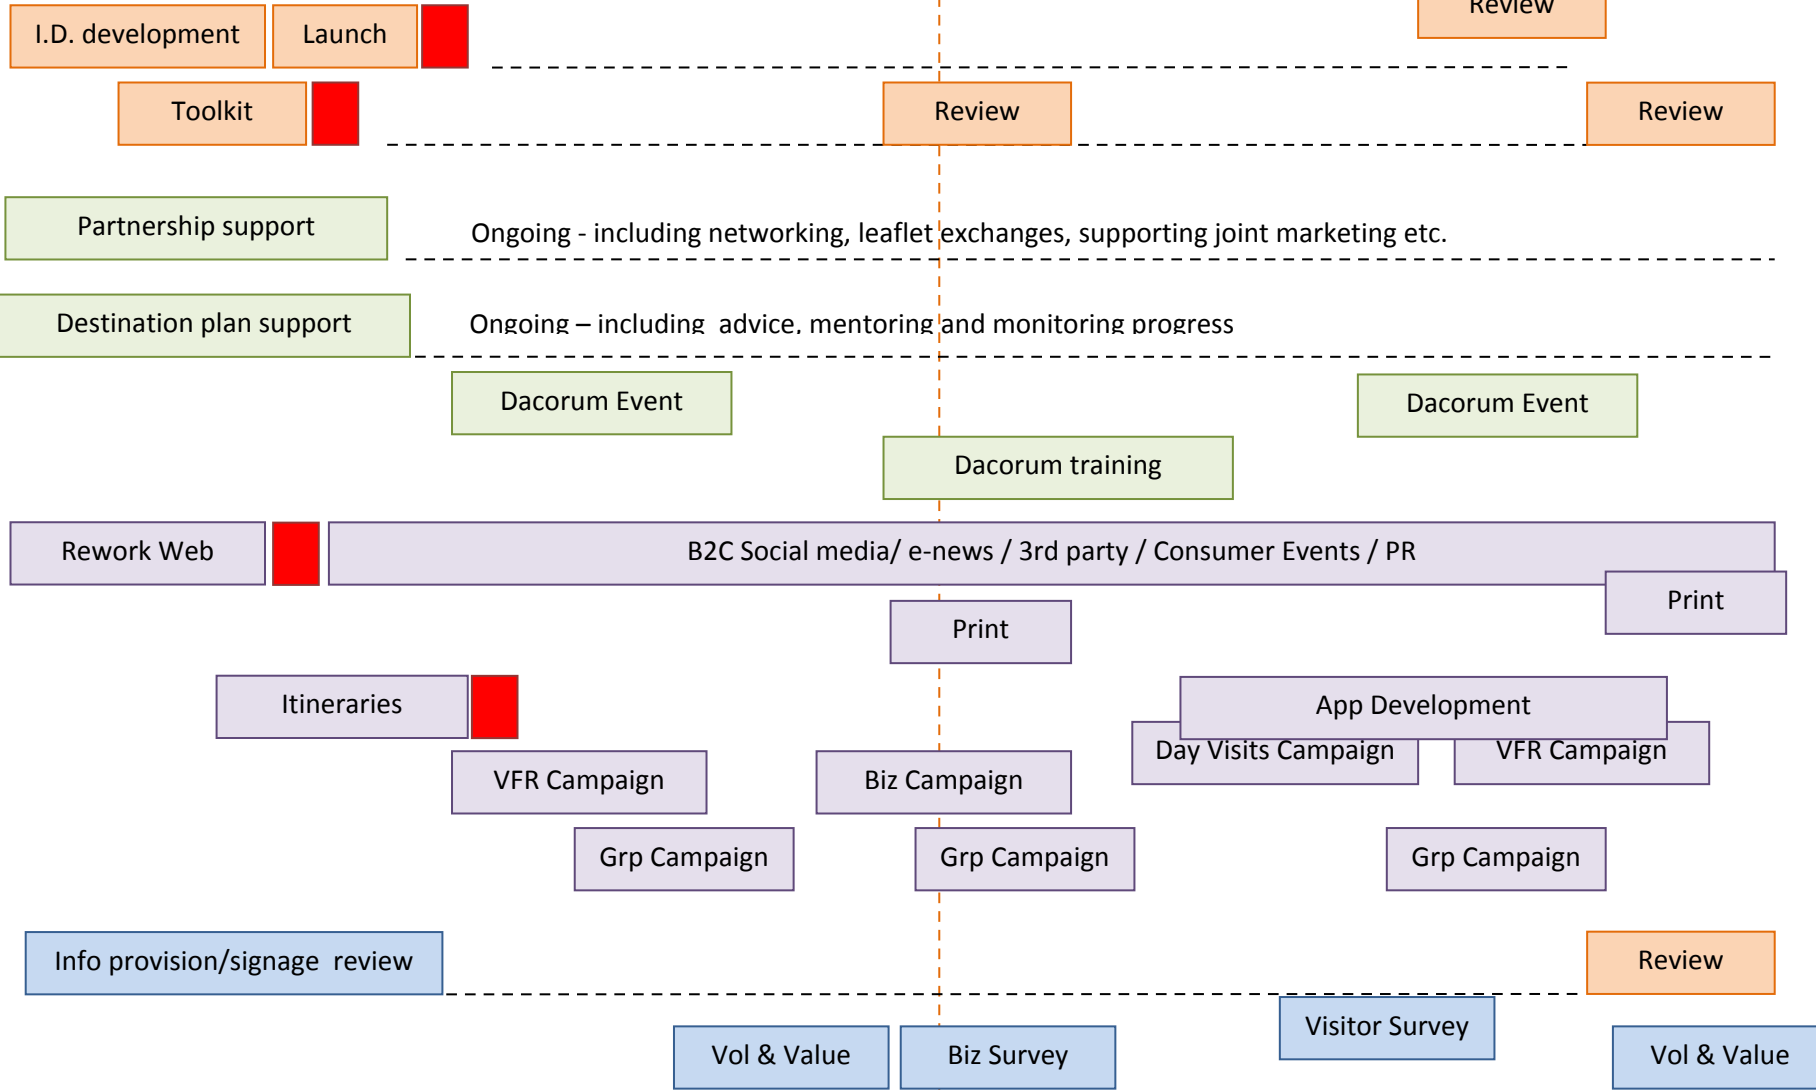 Review
I.D. development
Launch
Toolkit
Review
Review
Partnership support
Ongoing - including networking, leaflet exchanges, supporting joint marketing etc.
Destination plan support
Ongoing – including  advice, mentoring and monitoring progress
Dacorum Event
Dacorum Event
Dacorum training
Rework Web
B2C Social media/ e-news / 3rd party / Consumer Events / PR
Print
Print
Itineraries
App Development
Day Visits Campaign
VFR Campaign
VFR Campaign
Biz Campaign
Grp Campaign
Grp Campaign
Grp Campaign
Info provision/signage  review
Review
Visitor Survey
Vol & Value
Biz Survey
Vol & Value